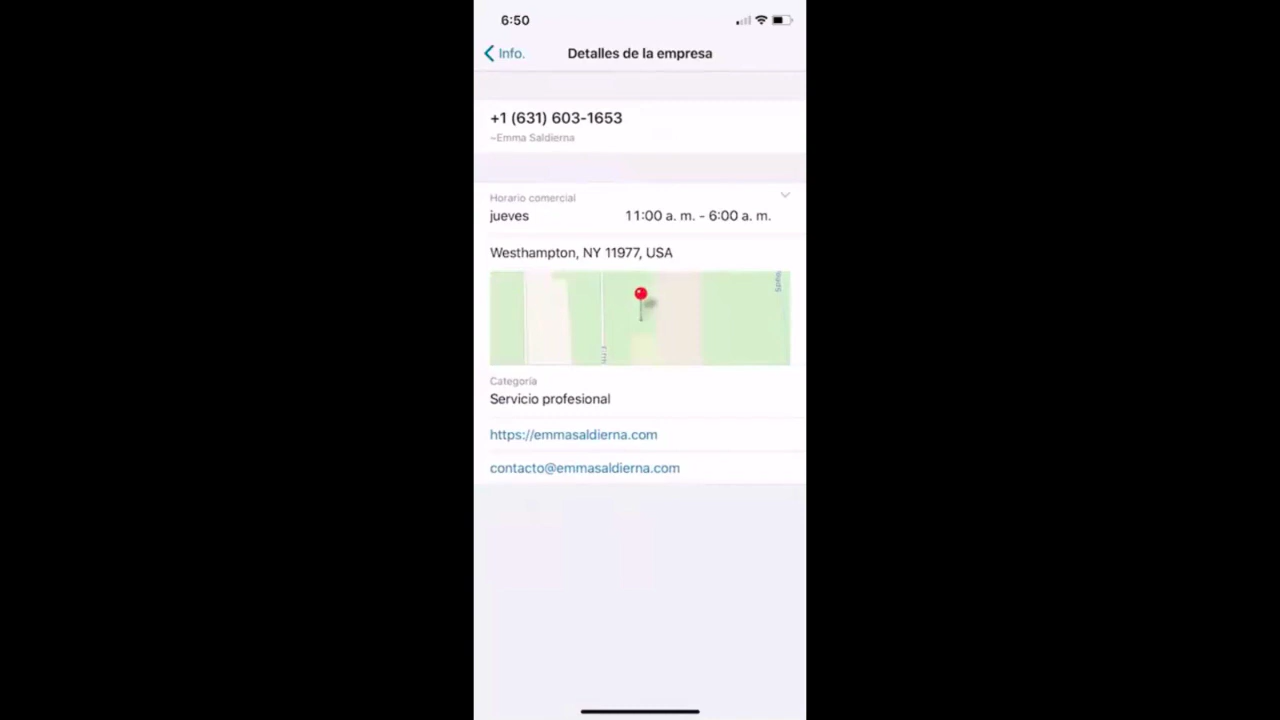 6:50
Info.
Detalles de la empresa
+1 (631) 603-1653
~Emma Saldierna
Horario comercial
jueves 11:00 a. m. - 6:00 a. m.
Westhampton, NY 11977, USA
Categoría
Servicio profesional
https://emmasaldierna.com
contacto@emmasaldierna.com